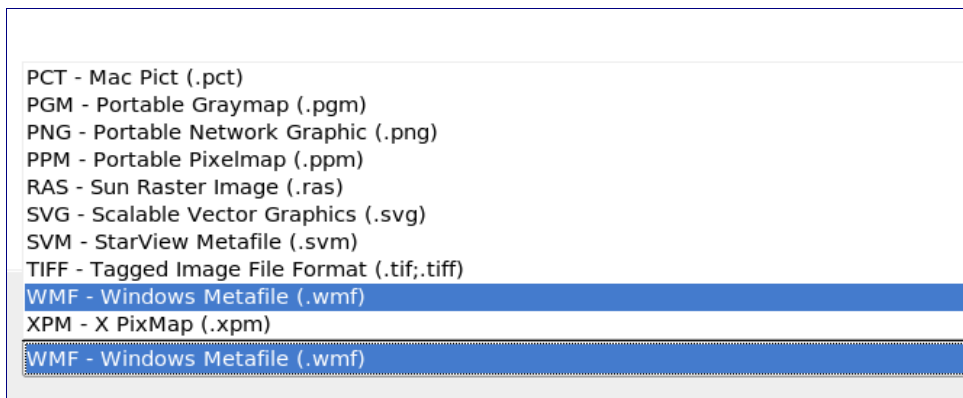 PCT - Mac Pict (.pct)
PGM - Portable Graymap (.pgm)
PNG - Portable Network Graphic (.png)
PPM - Portable Pixelmap (.ppm)
RAS - Sun Raster Image (.ras)
SVG - Scalable Vector Graphics (.svg)
SVM - StarView Metafile (.svm)
TIFF - Tagged Image File Format (.tif;.tiff)
WMF - Windows Metafile (.wmf)
XPM - X PixMap (.xpm)
WMF - Windows Metafile (.wmf)